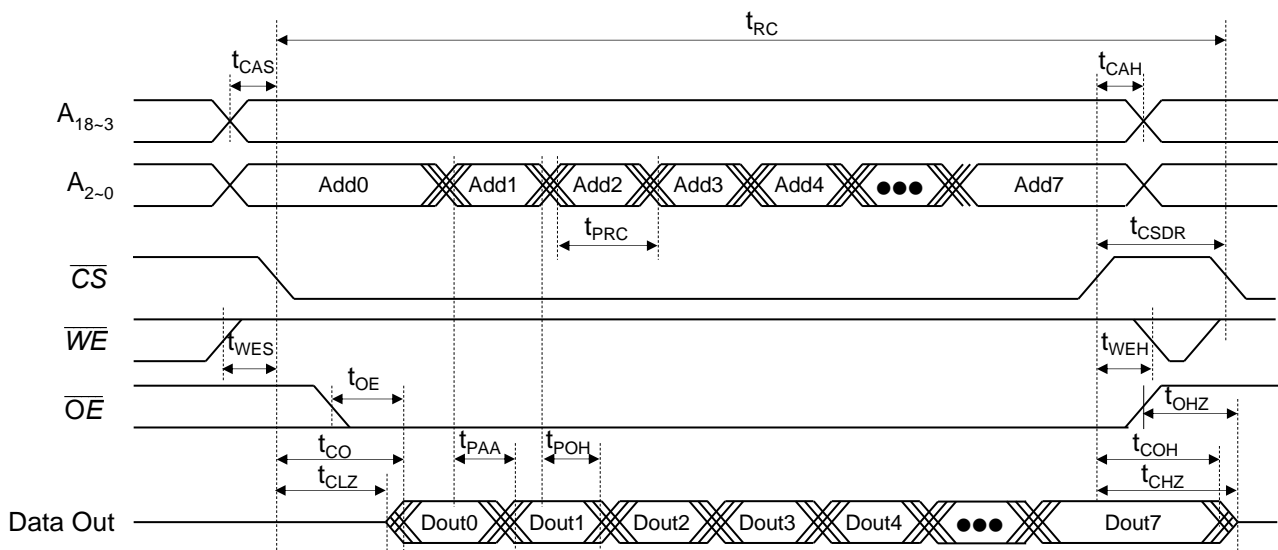 tRC
tCAS
tCAH
A18~3
A2~0
Add0 Add1 Add2 Add3 Add4 ●●● Add7
tPRC
tCSDR
CS
WE
tWES
tWEH
tOE
OE
tOHZ
tCO
tPAA
tPOH
tCOH
tCLZ
tCHZ
Data Out
Dout0 Dout1 Dout2 Dout3 Dout4 ●●● Dout7